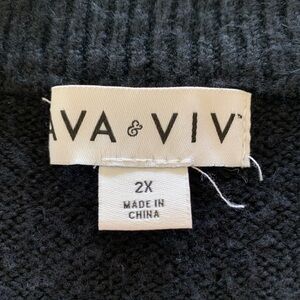 AVA & VIV
2X
MADE IN
CHINA